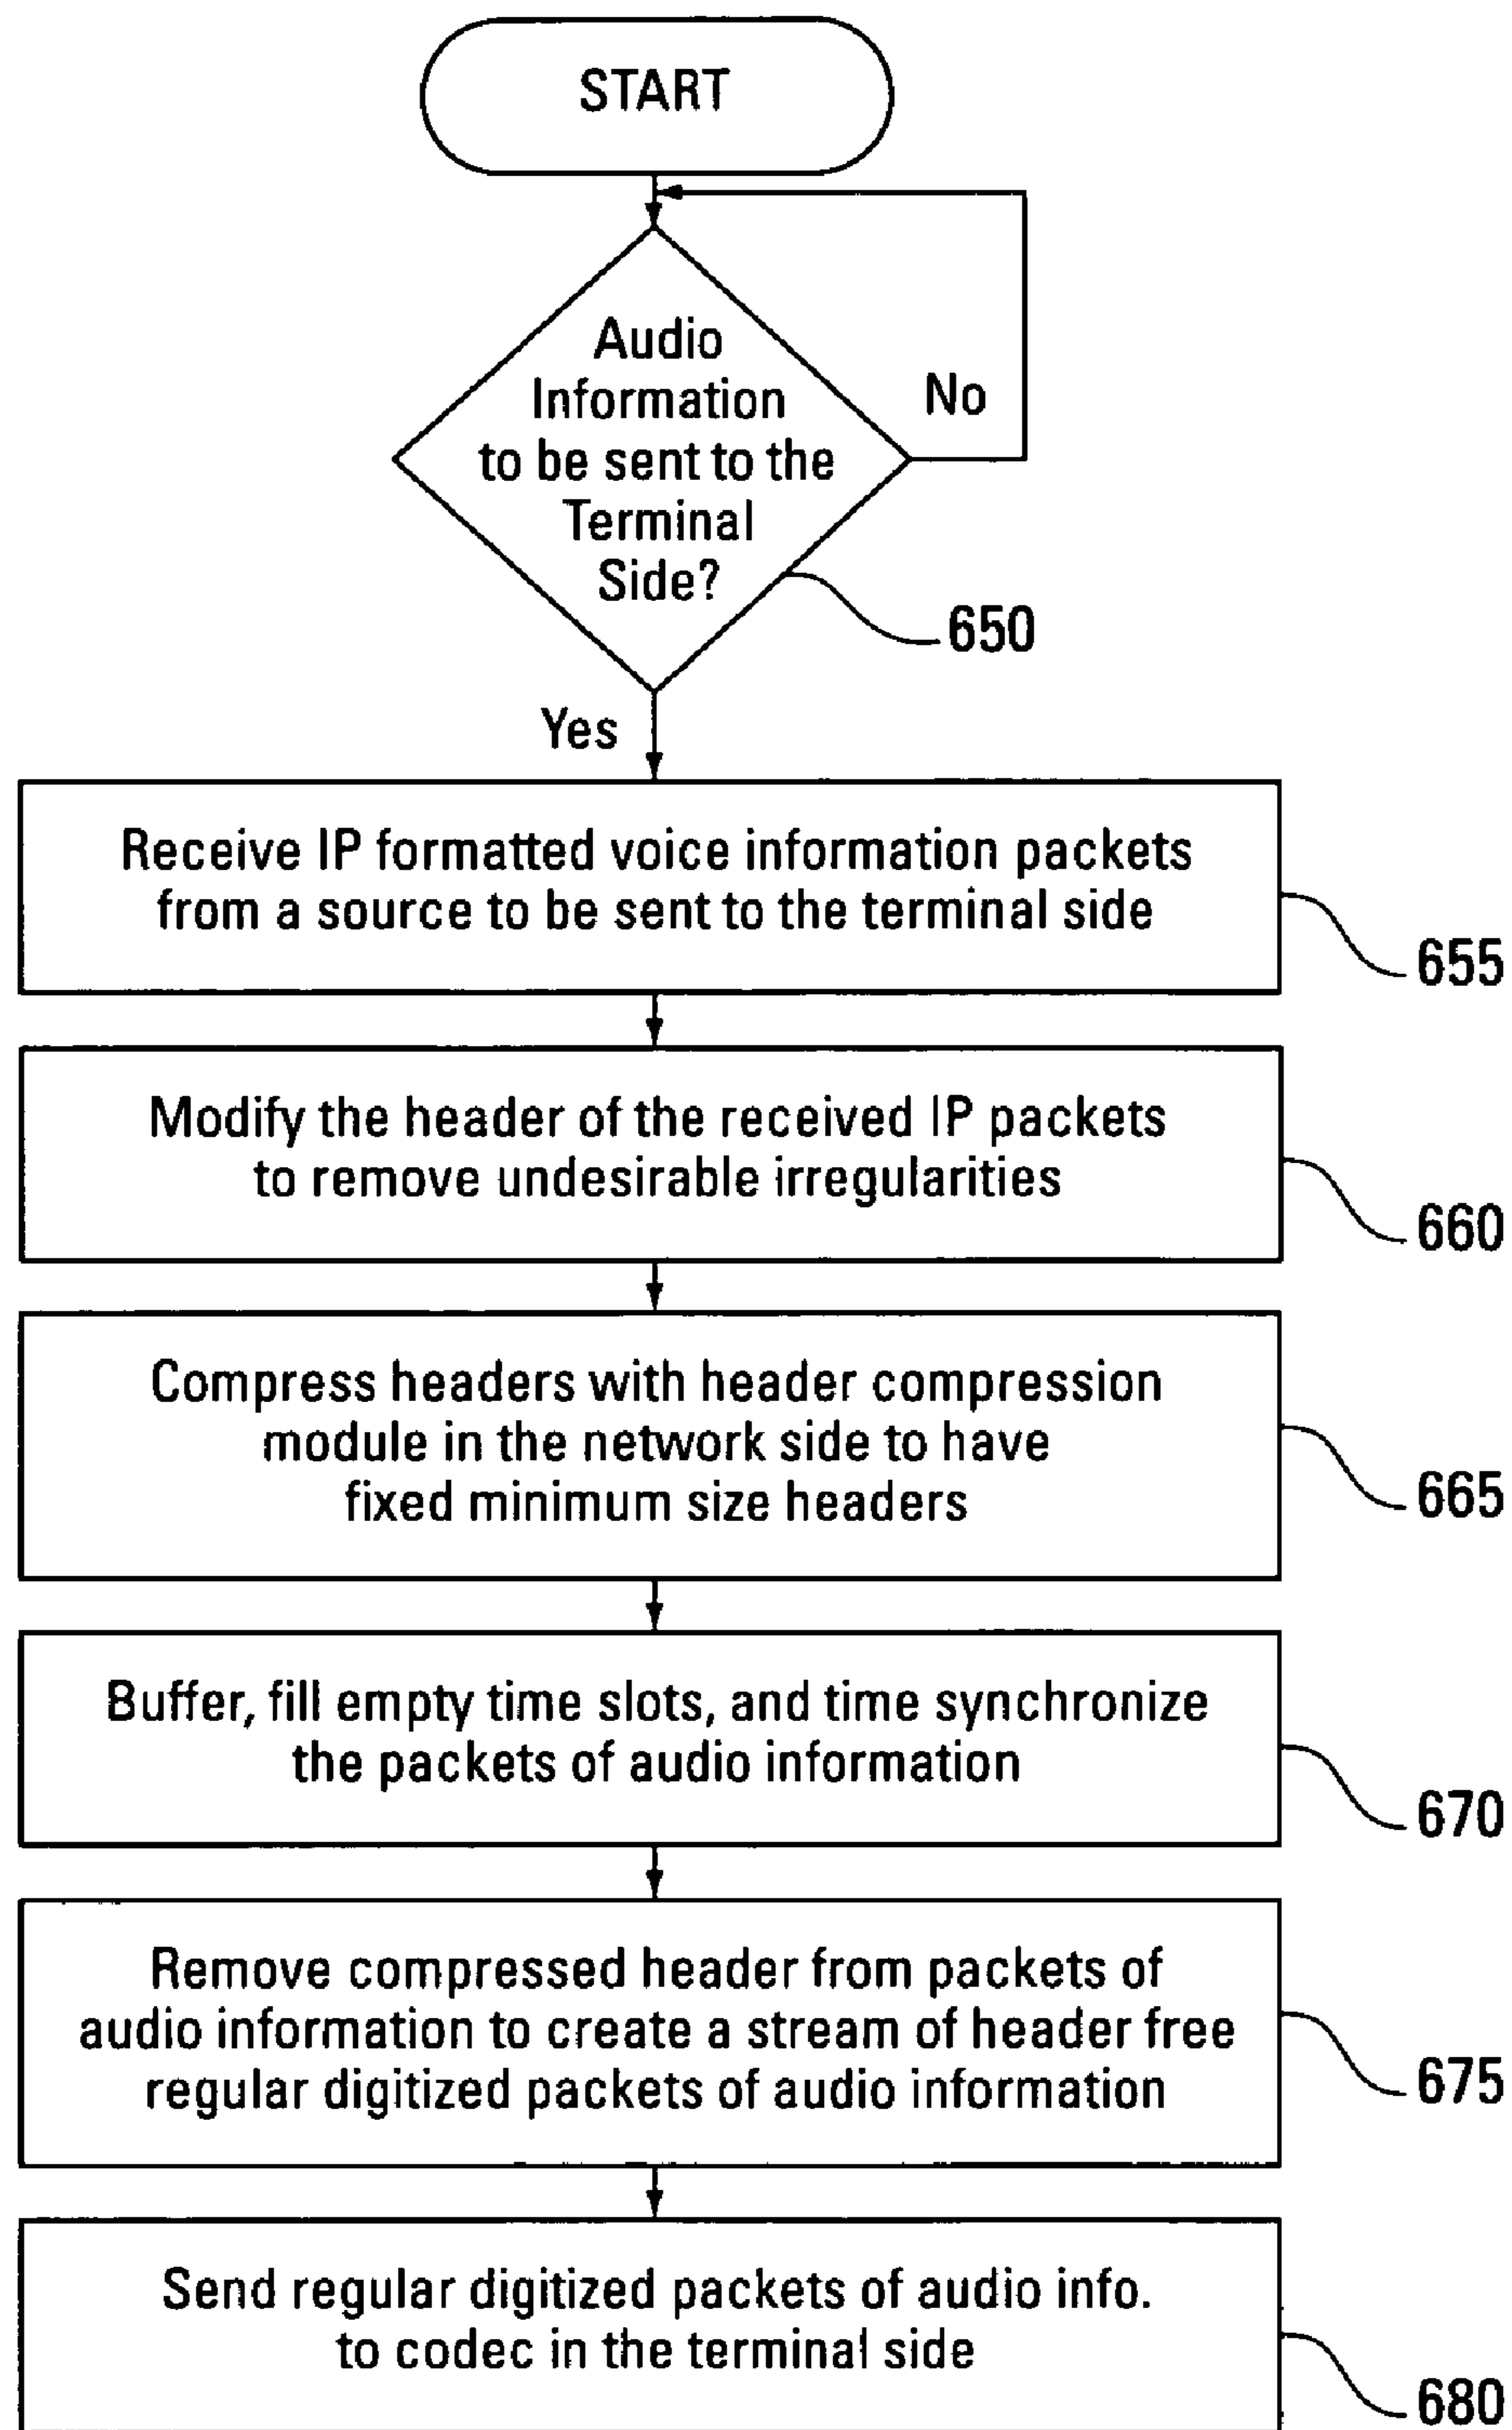 START
Audio
Information
to be sent to the
Terminal
Side?
No
650
Yes
Receive IP formatted voice information packets
from a source to be sent to the terminal side
655
Modify the header of the received IP packets
to remove undesirable irregularities
660
Compress headers with header compression
module in the network side to have
fixed minimum size headers
665
Buffer, fill empty time slots, and time synchronize
the packets of audio information
670
Remove compressed header from packets of
audio information to create a stream of header free
regular digitized packets of audio information
675
Send regular digitized packets of audio info.
to codec in the terminal side
680